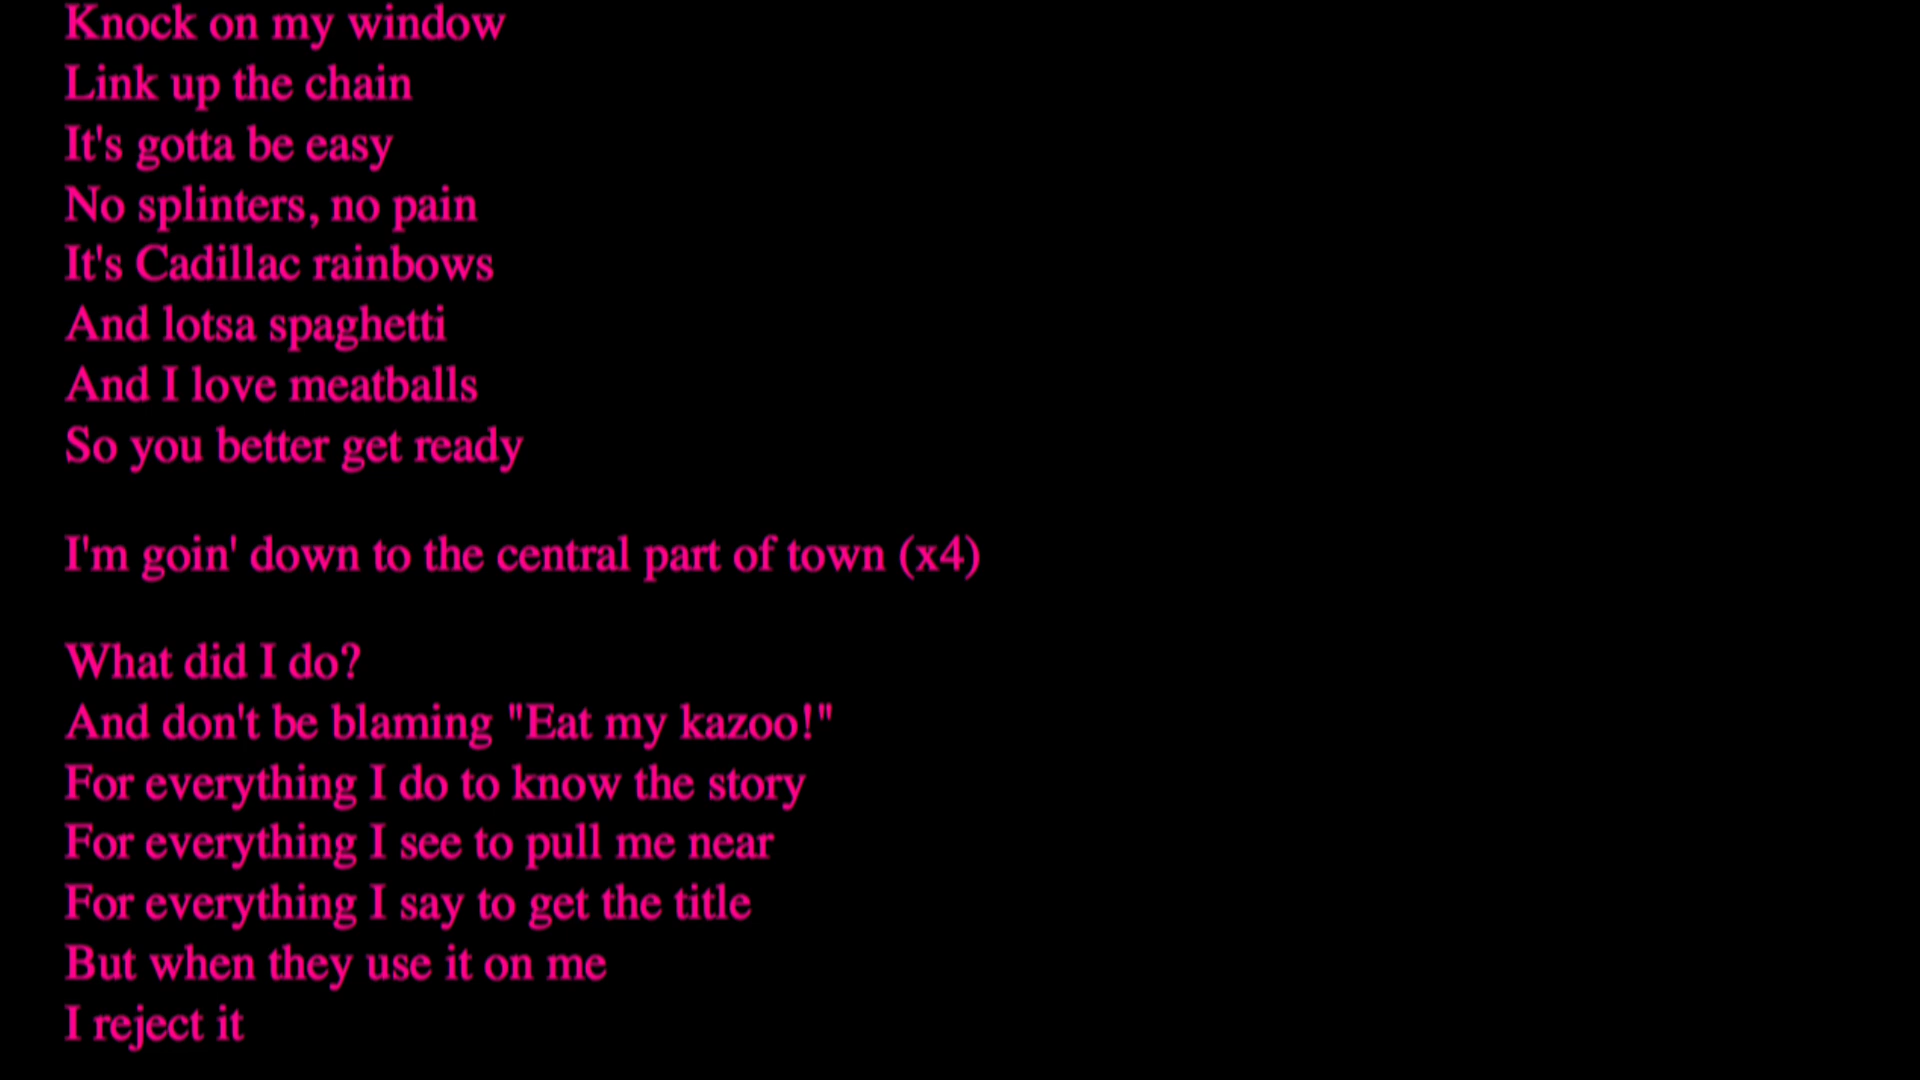 Knock on my window
Link up the chain
It's gotta be easy
No splinters, no pain
It's Cadillac rainbows
And lotsa spaghetti
And I love meatballs
So you better get ready
I'm goin' down to the central part of town (x4)
What did I do?
And don't be blaming "Eat my kazoo!"
For everything I do to know the story
For everything I see to pull me near
For everything I say to get the title
But when they use it on me
I reject it